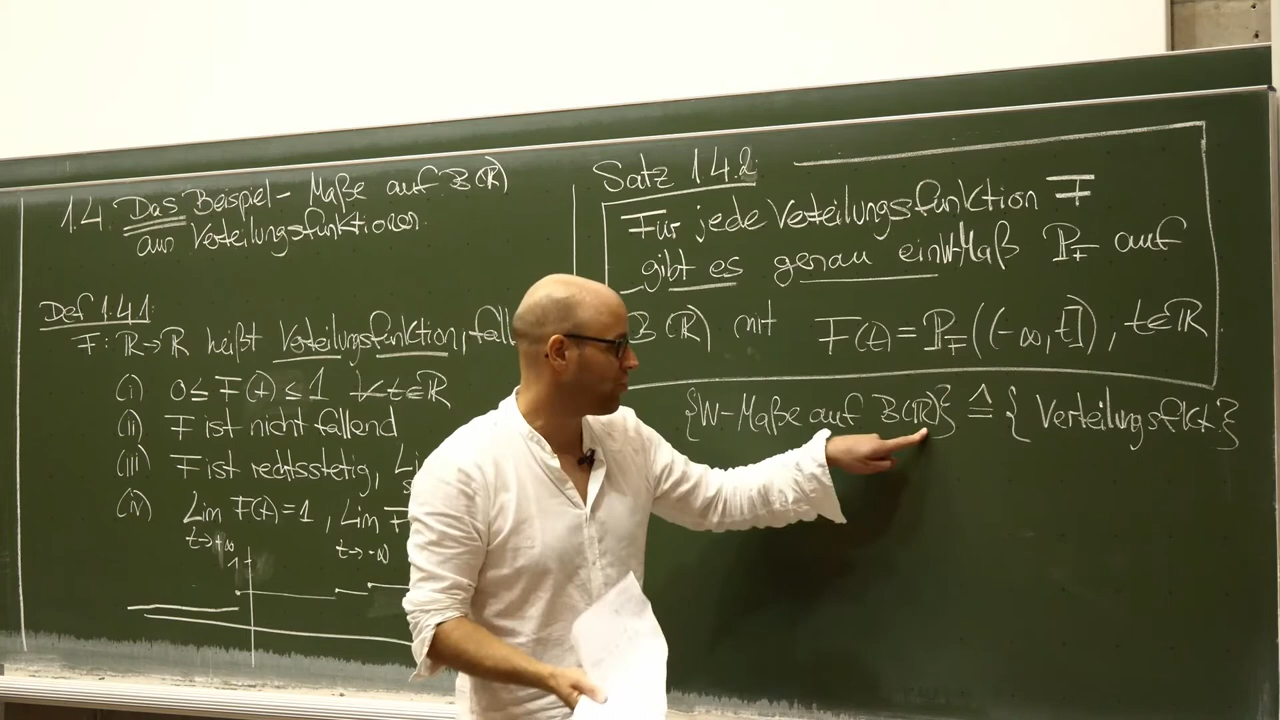 1.4. Das Beispiel - Maße auf B(ℝ)
aus Verteilungsfunktionen
Def 1.4.1:
F: ℝ→ℝ heißt Verteilungsfunktion, fall
(i) 0 ≤ F(t) ≤ 1 ∀ t∈ℝ
(ii) F ist nicht fallend
(iii) F ist rechtsstetig,
(iv) Lim F(t) = 1, Lim F
t→+∞ t→-∞
1
Satz 1.4.2:
Für jede Verteilungsfunktion F
gibt es genau ein W-Maß ℙ_F auf
B(ℝ) mit F(t) = ℙ_F((-∞,t]), t∈ℝ
{W-Maße auf B(ℝ)} ≙ {Verteilungsfkt.}